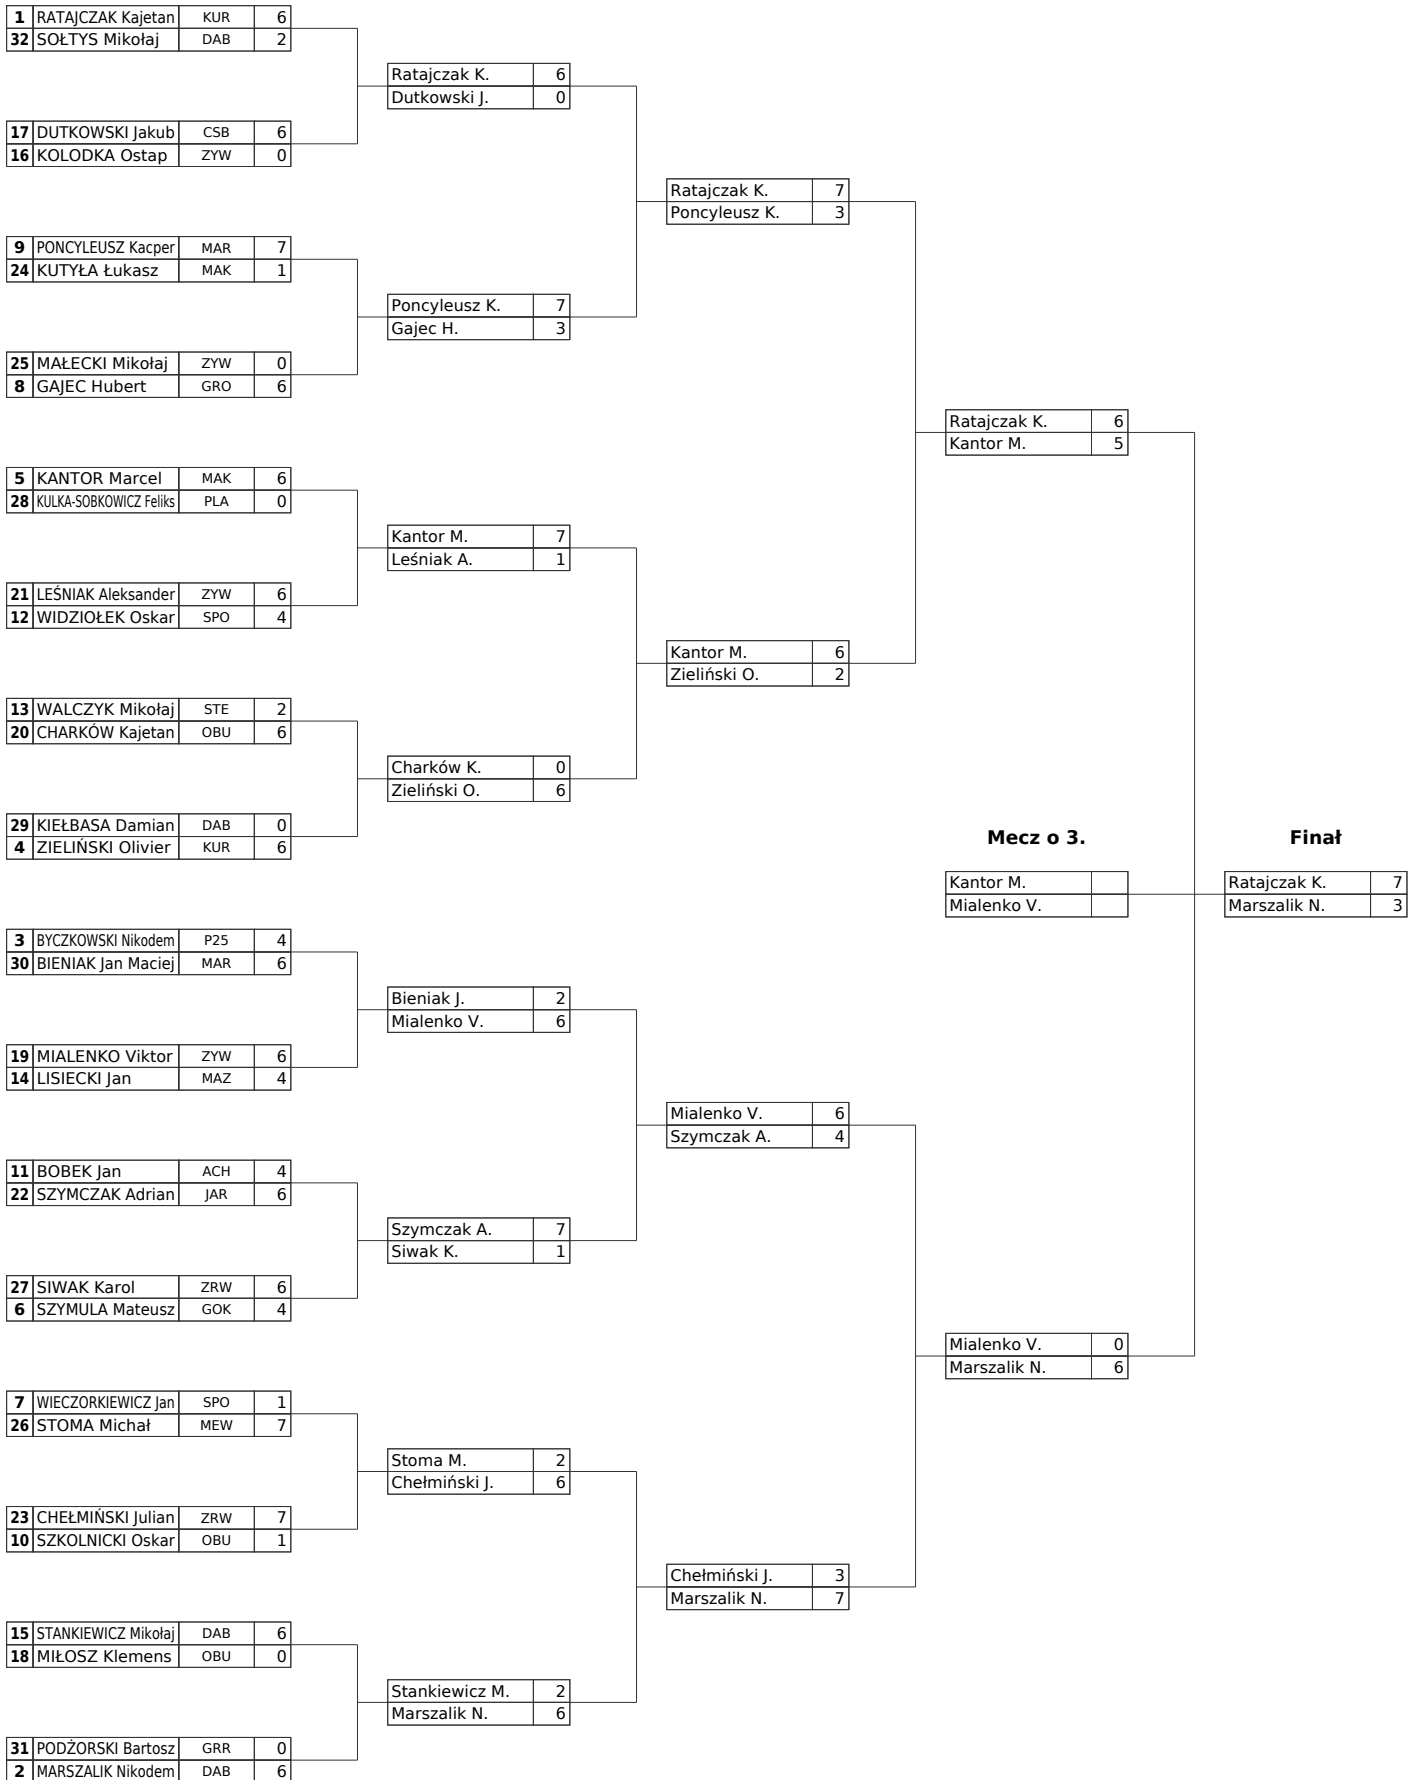 1 RATAJCZAK Kajetan KUR 6
32 SOŁTYS Mikołaj DAB 2
Ratajczak K. 6
Dutkowski J. 0
17 DUTKOWSKI Jakub CSB 6
16 KOLODKA Ostap ZYW 0
Ratajczak K. 7
Poncyleusz K. 3
9 PONCYLEUSZ Kacper MAR 7
24 KUTYŁA Łukasz MAK 1
Poncyleusz K. 7
Gajec H. 3
25 MAŁECKI Mikołaj ZYW 0
8 GAJEC Hubert GRO 6
Ratajczak K. 6
Kantor M. 5
5 KANTOR Marcel MAK 6
28 KULKA-SOBKOWICZ Feliks PLA 0
Kantor M. 7
Leśniak A. 1
21 LEŚNIAK Aleksander ZYW 6
12 WIDZIOŁEK Oskar SPO 4
Kantor M. 6
Zieliński O. 2
13 WALCZYK Mikołaj STE 2
20 CHARKÓW Kajetan OBU 6
Charków K. 0
Zieliński O. 6
29 KIEŁBASA Damian DAB 0
4 ZIELIŃSKI Olivier KUR 6
Mecz o 3. Finał
Kantor M. Ratajczak K. 7
Mialenko V. Marszalik N. 3
3 BYCZKOWSKI Nikodem P25 4
30 BIENIAK Jan Maciej MAR 6
Bieniak J. 2
Mialenko V. 6
19 MIALENKO Viktor ZYW 6
14 LISIECKI Jan MAZ 4
Mialenko V. 6
Szymczak A. 4
11 BOBEK Jan ACH 4
22 SZYMCZAK Adrian JAR 6
Szymczak A. 7
Siwak K. 1
27 SIWAK Karol ZRW 6
6 SZYMULA Mateusz GOK 4
Mialenko V. 0
Marszalik N. 6
7 WIECZORKIEWICZ Jan SPO 1
26 STOMA Michał MEW 7
Stoma M. 2
Chełmiński J. 6
23 CHEŁMIŃSKI Julian ZRW 7
10 SZKOLNICKI Oskar OBU 1
Chełmiński J. 3
Marszalik N. 7
15 STANKIEWICZ Mikołaj DAB 6
18 MIŁOSZ Klemens OBU 0
Stankiewicz M. 2
Marszalik N. 6
31 PODŻORSKI Bartosz GRR 0
2 MARSZALIK Nikodem DAB 6